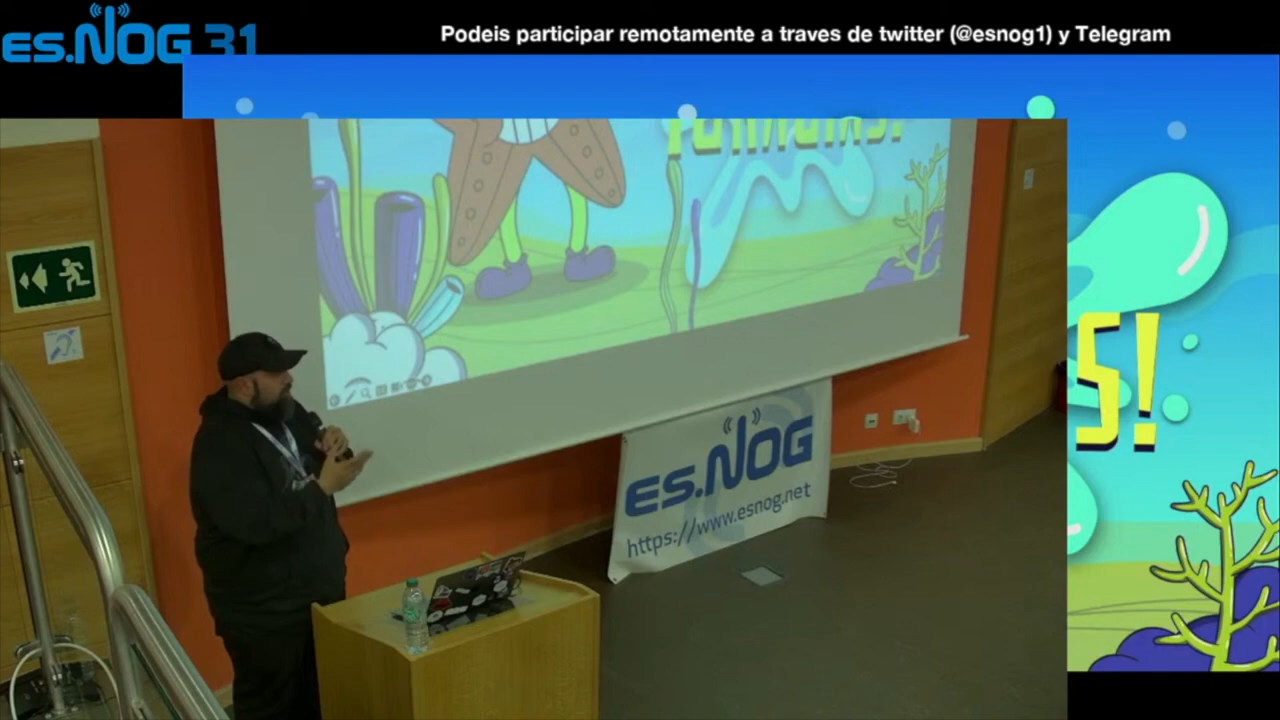 es.NOG 31
Podeis participar remotamente a traves de twitter (@esnog1) y Telegram
S!
es.NOG
https://www.esnog.net